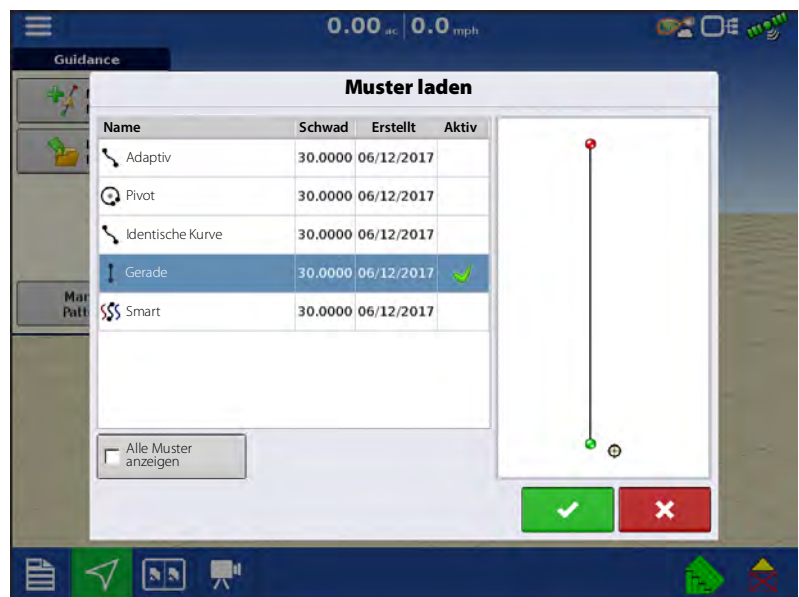 0.00 ac 0.0 mph
Guidance
Muster laden
Name Schwad Erstellt Aktiv
Adaptiv 30.0000 06/12/2017
Pivot 30.0000 06/12/2017
Identische Kurve 30.0000 06/12/2017
Gerade 30.0000 06/12/2017
Smart 30.0000 06/12/2017
Mar
Patt
Alle Muster
anzeigen